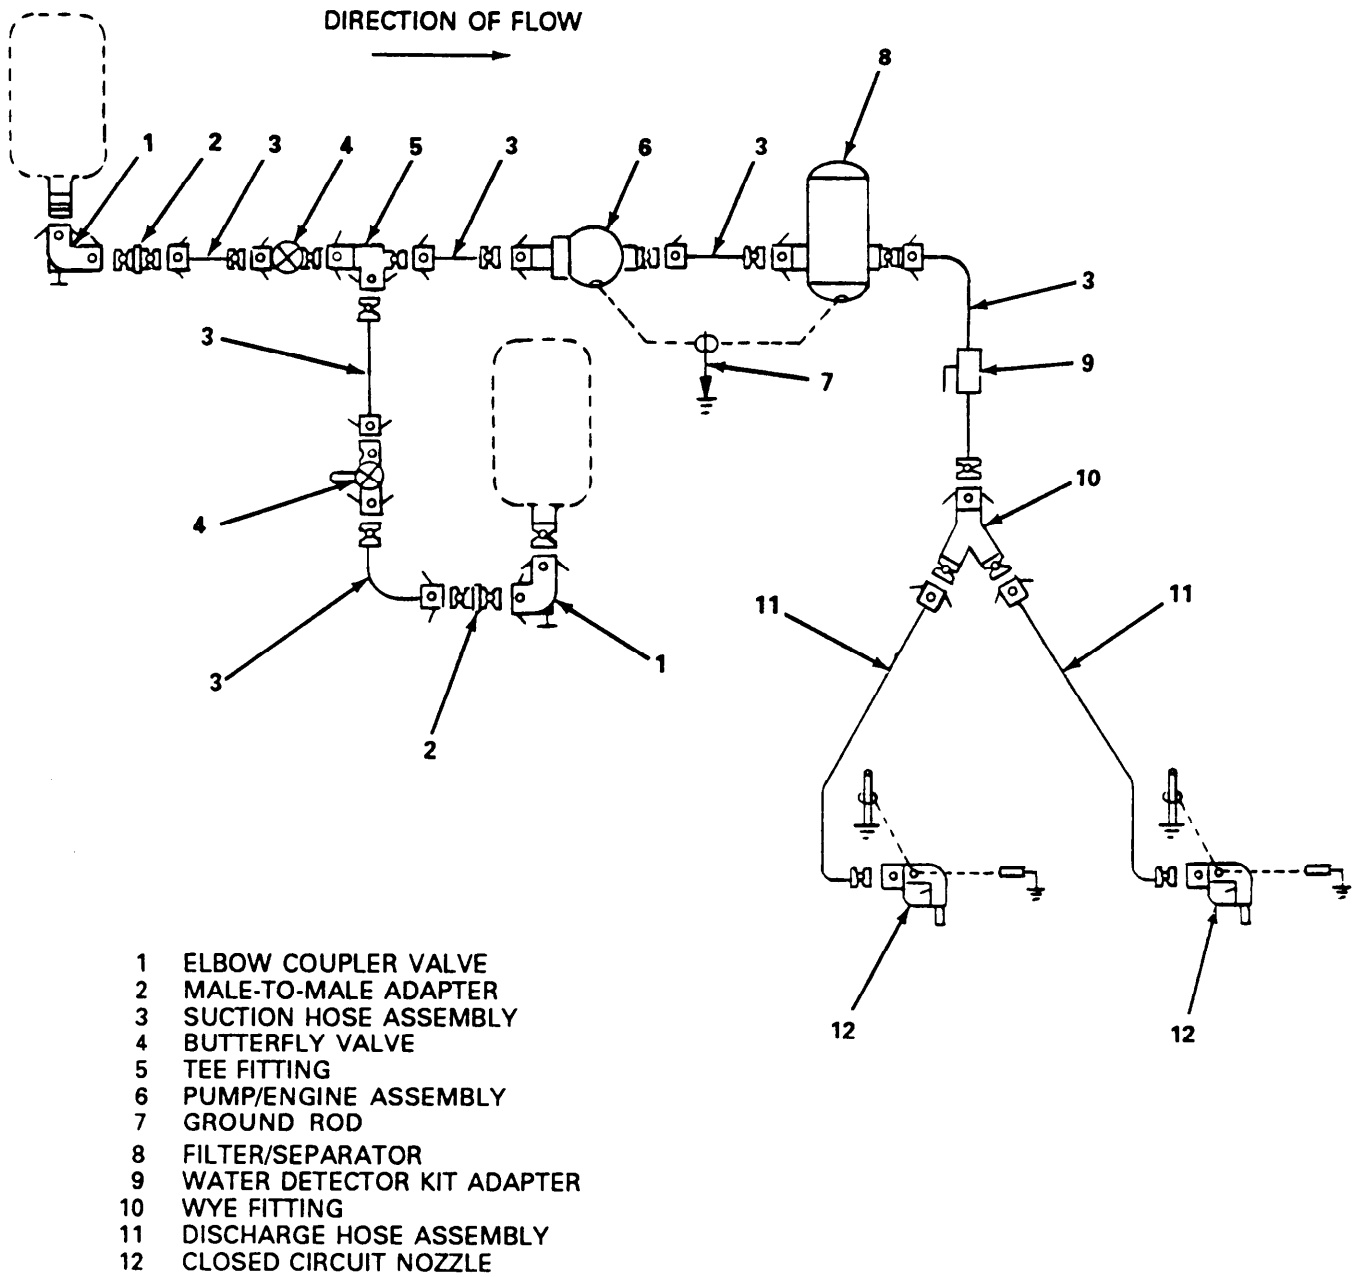 DIRECTION OF FLOW
8
1 2 3 4 5 3 6 3
3
3
7
9
10
4
11
11
3
1
2
12
12
1 ELBOW COUPLER VALVE
2 MALE-TO-MALE ADAPTER
3 SUCTION HOSE ASSEMBLY
4 BUTTERFLY VALVE
5 TEE FITTING
6 PUMP/ENGINE ASSEMBLY
7 GROUND ROD
8 FILTER/SEPARATOR
9 WATER DETECTOR KIT ADAPTER
10 WYE FITTING
11 DISCHARGE HOSE ASSEMBLY
12 CLOSED CIRCUIT NOZZLE